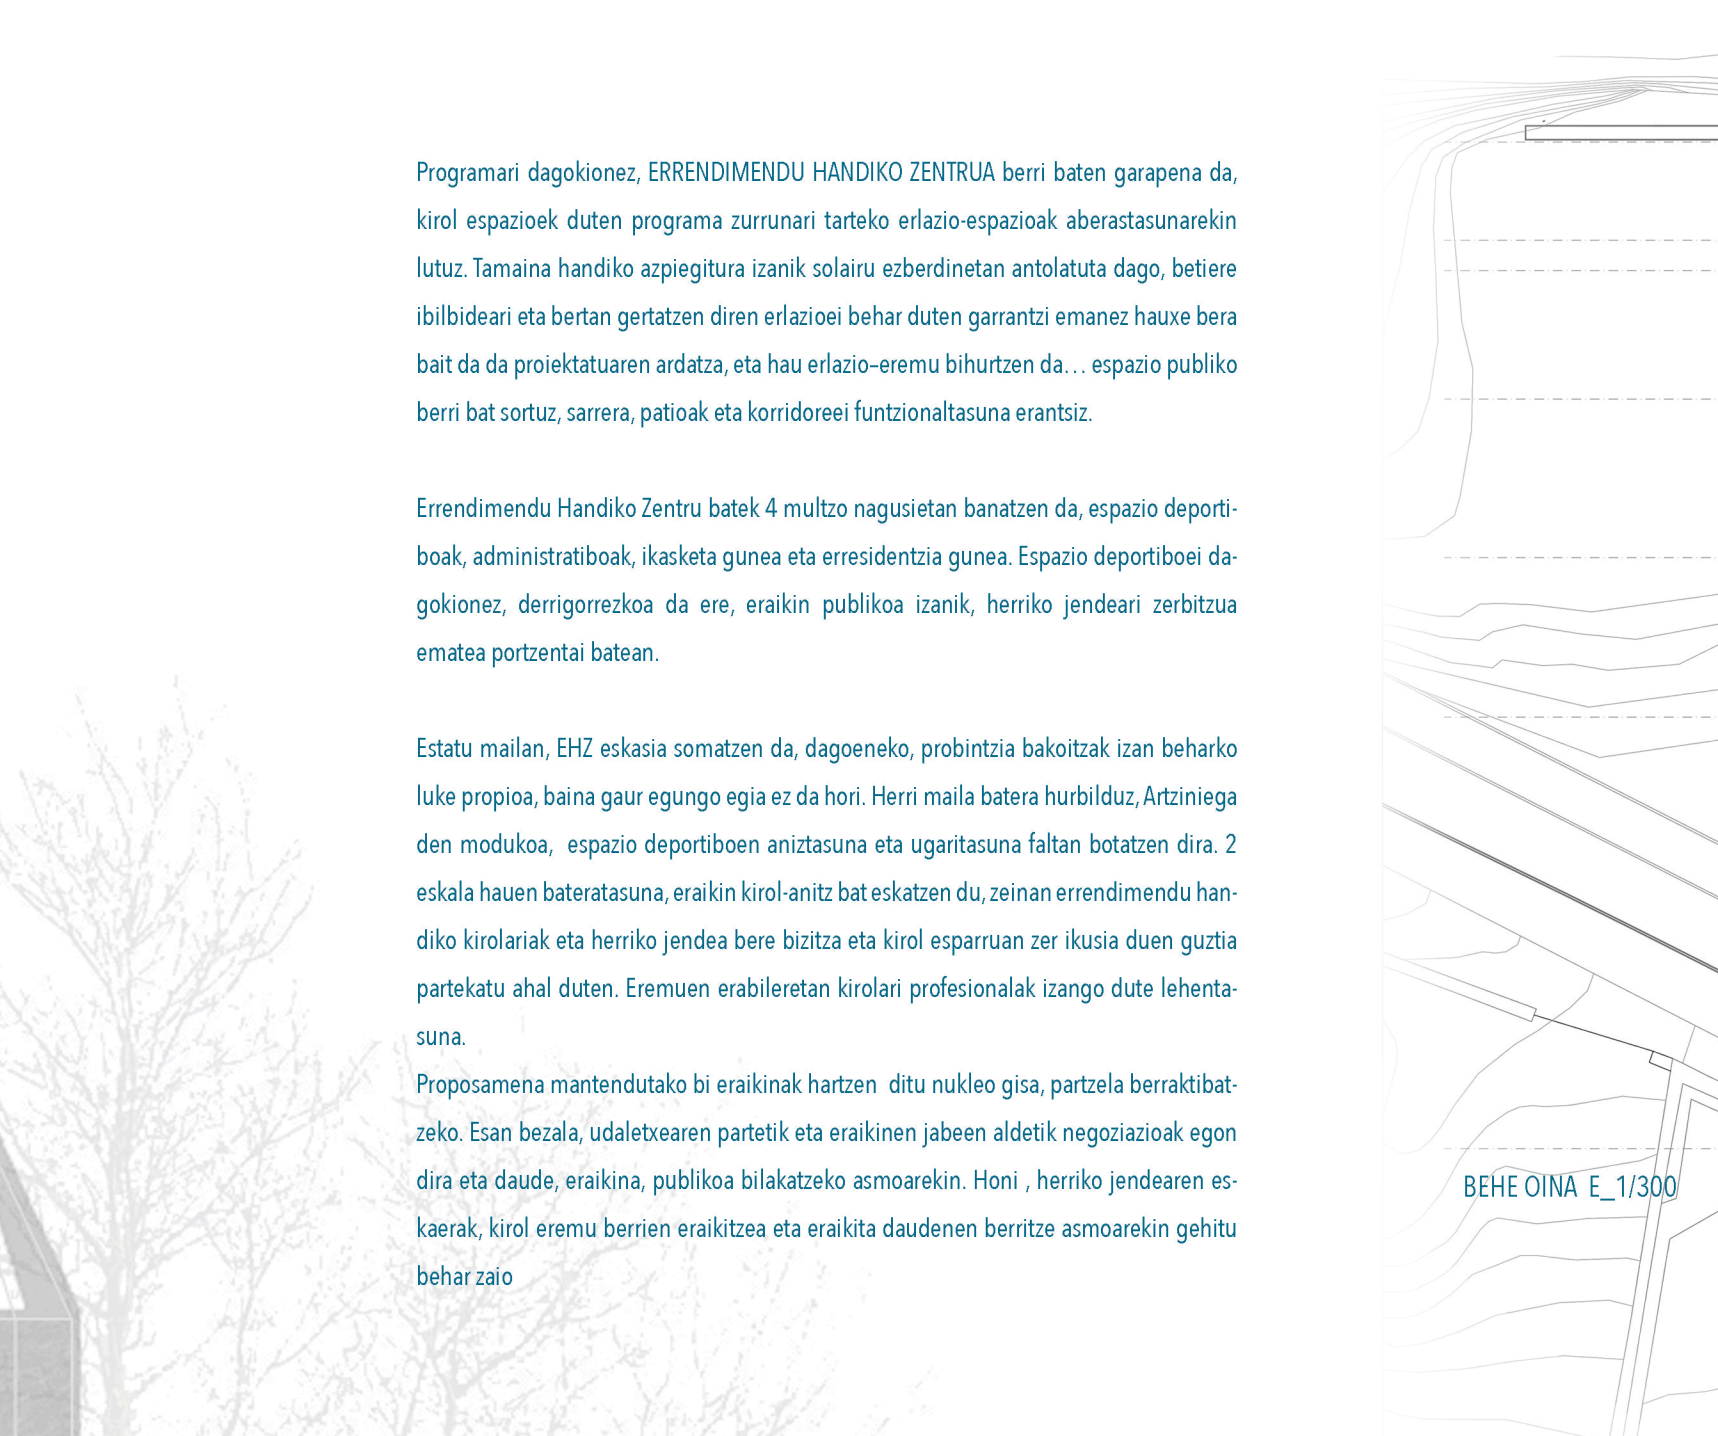 Programari dagokionez, ERRENDIMENDU HANDIKO ZENTRUA berri baten garapena da,
kirol espazioek duten programa zurrunari tarteko erlazio-espazioak aberastasunarekin
lutuz. Tamaina handiko azpiegitura izanik solairu ezberdinetan antolatuta dago, betiere
ibilbideari eta bertan gertatzen diren erlazioei behar duten garrantzi emanez hauxe bera
bait da da proiektatuaren ardatza, eta hau erlazio–eremu bihurtzen da… espazio publiko
berri bat sortuz, sarrera, patioak eta korridoreei funtzionaltasuna erantsiz.
Errendimendu Handiko Zentru batek 4 multzo nagusietan banatzen da, espazio deporti-
boak, administratiboak, ikasketa gunea eta erresidentzia gunea. Espazio deportiboei da-
gokionez, derrigorrezkoa da ere, eraikin publikoa izanik, herriko jendeari zerbitzua
ematea portzentai batean.
Estatu mailan, EHZ eskasia somatzen da, dagoeneko, probintzia bakoitzak izan beharko
luke propioa, baina gaur egungo egia ez da hori. Herri maila batera hurbilduz, Artziniega
den modukoa,  espazio deportiboen aniztasuna eta ugaritasuna faltan botatzen dira. 2
eskala hauen bateratasuna, eraikin kirol-anitz bat eskatzen du, zeinan errendimendu han-
diko kirolariak eta herriko jendea bere bizitza eta kirol esparruan zer ikusia duen guztia
partekatu ahal duten. Eremuen erabileretan kirolari profesionalak izango dute lehenta-
suna.
Proposamena mantendutako bi eraikinak hartzen  ditu nukleo gisa, partzela berraktibat-
zeko. Esan bezala, udaletxearen partetik eta eraikinen jabeen aldetik negoziazioak egon
dira eta daude, eraikina, publikoa bilakatzeko asmoarekin. Honi , herriko jendearen es-
kaerak, kirol eremu berrien eraikitzea eta eraikita daudenen berritze asmoarekin gehitu
behar zaio
BEHE OINA  E_1/300